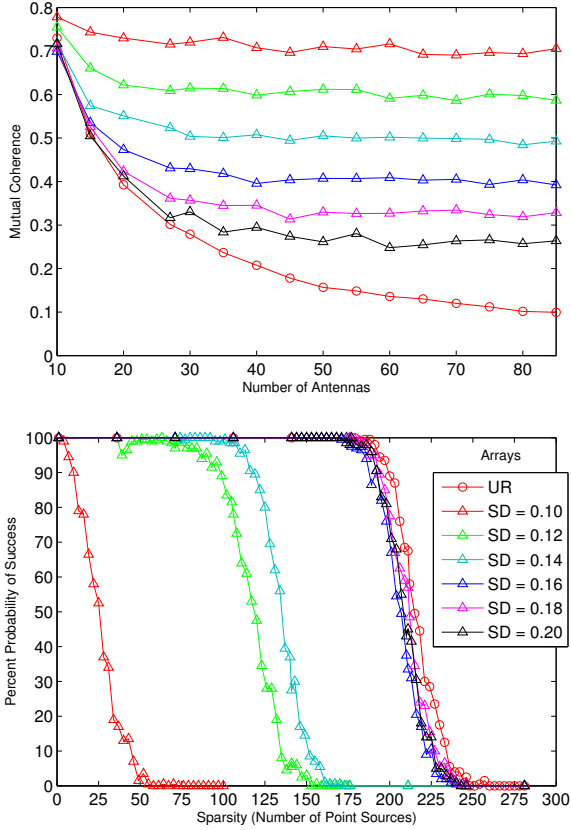 0.8
0.7
0.6
0.5
0.4
0.3
0.2
0.1
0
Mutual Coherence
10 20 30 40 50 60 70 80
Number of Antennas
100
90
80
70
60
50
40
30
20
10
0
Percent Probability of Success
Arrays
UR
SD = 0.10
SD = 0.12
SD = 0.14
SD = 0.16
SD = 0.18
SD = 0.20
0 25 50 75 100 125 150 175 200 225 250 275 300
Sparsity (Number of Point Sources)